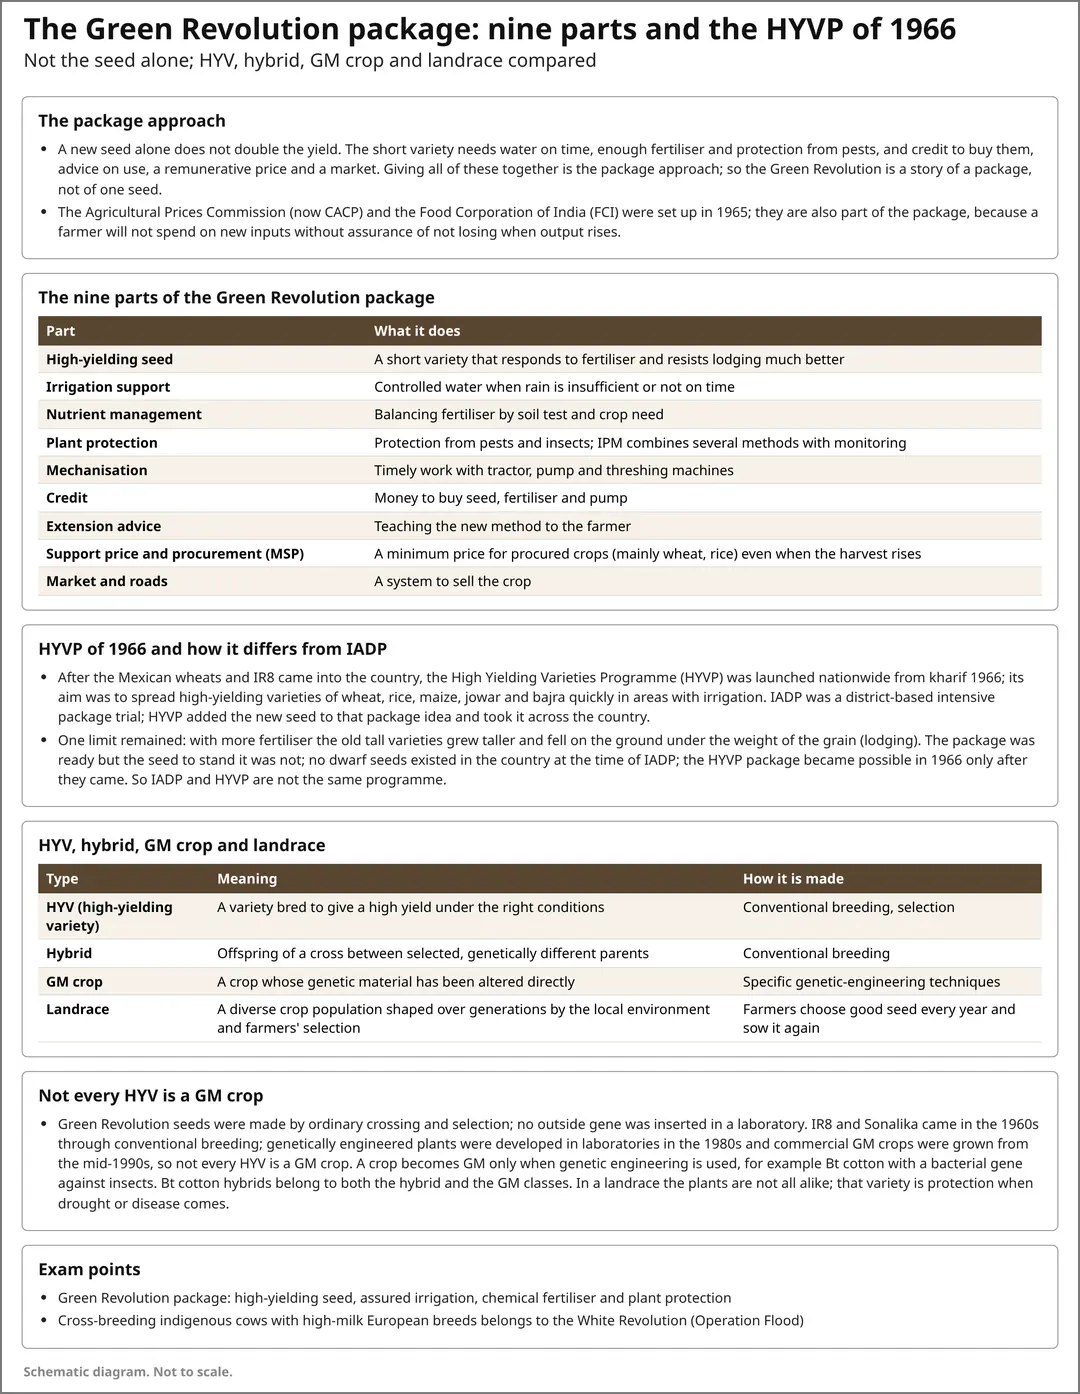 The Green Revolution package: nine parts and the HYVP of 1966
Not the seed alone; HYV, hybrid, GM crop and landrace compared
The package approach
• A new seed alone does not double the yield. The short variety needs water on time, enough fertiliser and protection from pests, and credit to buy them,
advice on use, a remunerative price and a market. Giving all of these together is the package approach; so the Green Revolution is a story of a package,
not of one seed.
• The Agricultural Prices Commission (now CACP) and the Food Corporation of India (FCI) were set up in 1965; they are also part of the package, because a
farmer will not spend on new inputs without assurance of not losing when output rises.
The nine parts of the Green Revolution package
Part What it does
High-yielding seed A short variety that responds to fertiliser and resists lodging much better
Irrigation support Controlled water when rain is insufficient or not on time
Nutrient management Balancing fertiliser by soil test and crop need
Plant protection Protection from pests and insects; IPM combines several methods with monitoring
Mechanisation Timely work with tractor, pump and threshing machines
Credit Money to buy seed, fertiliser and pump
Extension advice Teaching the new method to the farmer
Support price and procurement (MSP) A minimum price for procured crops (mainly wheat, rice) even when the harvest rises
Market and roads A system to sell the crop
HYVP of 1966 and how it differs from IADP
• After the Mexican wheats and IR8 came into the country, the High Yielding Varieties Programme (HYVP) was launched nationwide from kharif 1966; its
aim was to spread high-yielding varieties of wheat, rice, maize, jowar and bajra quickly in areas with irrigation. IADP was a district-based intensive
package trial; HYVP added the new seed to that package idea and took it across the country.
• One limit remained: with more fertiliser the old tall varieties grew taller and fell on the ground under the weight of the grain (lodging). The package was
ready but the seed to stand it was not; no dwarf seeds existed in the country at the time of IADP; the HYVP package became possible in 1966 only after
they came. So IADP and HYVP are not the same programme.
HYV, hybrid, GM crop and landrace
Type Meaning How it is made
HYV (high-yielding A variety bred to give a high yield under the right conditions Conventional breeding, selection
variety)
Hybrid Offspring of a cross between selected, genetically different parents Conventional breeding
GM crop A crop whose genetic material has been altered directly Specific genetic-engineering techniques
Landrace A diverse crop population shaped over generations by the local environment Farmers choose good seed every year and
and farmers' selection sow it again
Not every HYV is a GM crop
• Green Revolution seeds were made by ordinary crossing and selection; no outside gene was inserted in a laboratory. IR8 and Sonalika came in the 1960s
through conventional breeding; genetically engineered plants were developed in laboratories in the 1980s and commercial GM crops were grown from
the mid-1990s, so not every HYV is a GM crop. A crop becomes GM only when genetic engineering is used, for example Bt cotton with a bacterial gene
against insects. Bt cotton hybrids belong to both the hybrid and the GM classes. In a landrace the plants are not all alike; that variety is protection when
drought or disease comes.
Exam points
• Green Revolution package: high-yielding seed, assured irrigation, chemical fertiliser and plant protection
• Cross-breeding indigenous cows with high-milk European breeds belongs to the White Revolution (Operation Flood)
Schematic diagram. Not to scale.